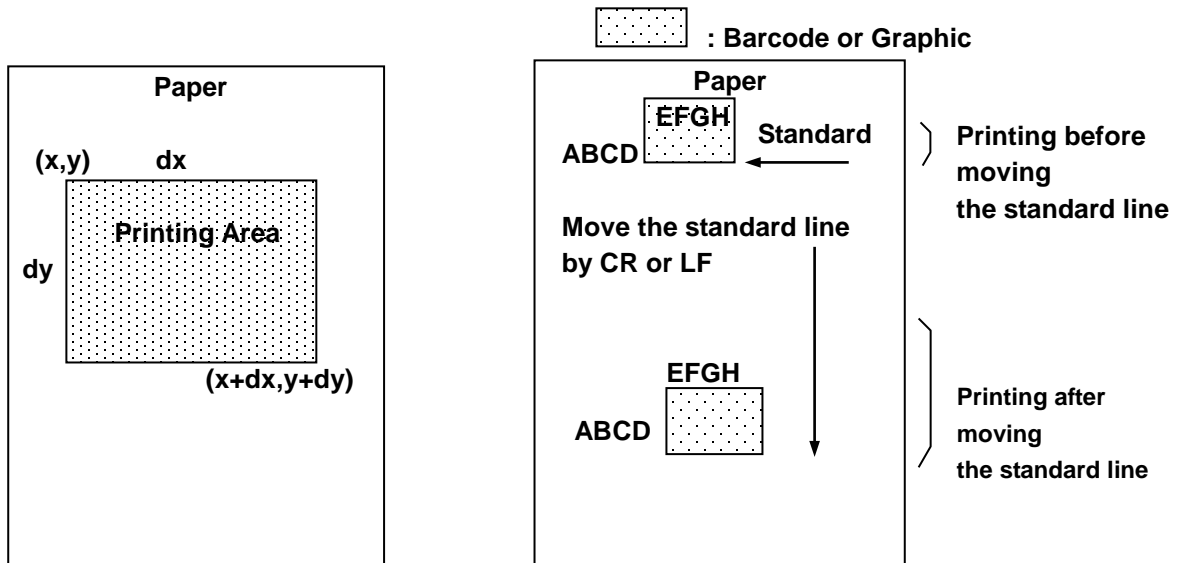 : Barcode or Graphic
Paper
(x,y)
dx
Printing Area
dy
(x+dx,y+dy)
Paper
EFGH
Standard
ABCD
Move the standard line
by CR or LF
EFGH
ABCD
Printing before
moving
the standard line
Printing after
moving
the standard line